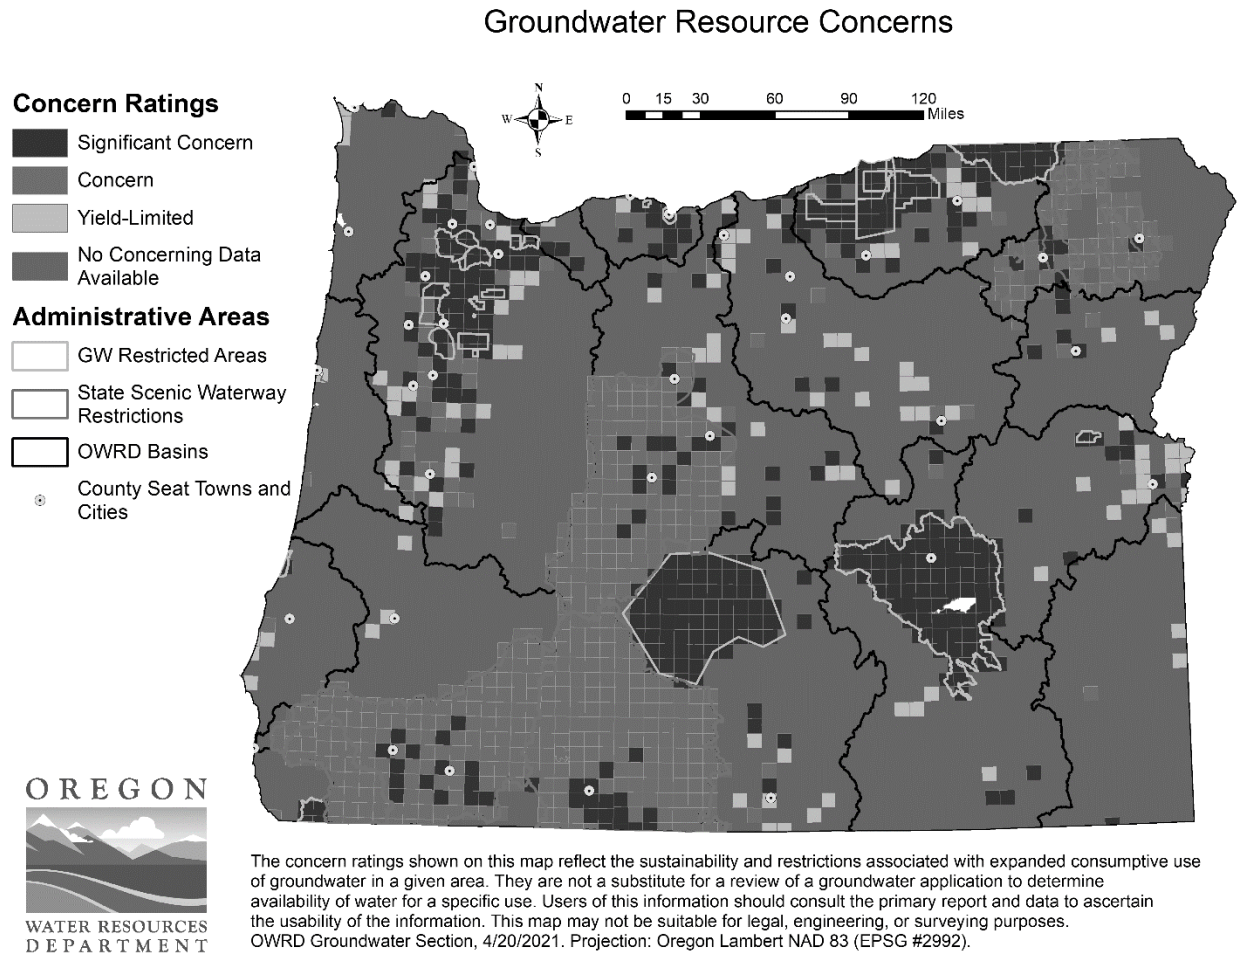 Groundwater Resource Concerns
Concern Ratings
Significant Concern
Concern
Yield-Limited
No Concerning Data
Available
Administrative Areas
GW Restricted Areas
State Scenic Waterway
Restrictions
OWRD Basins
County Seat Towns and
Cities
N
W E
S
0 15 30 60 90 120
Miles
OREGON
WATER RESOURCES
DEPARTMENT
The concern ratings shown on this map reflect the sustainability and restrictions associated with expanded consumptive use
of groundwater in a given area. They are not a substitute for a review of a groundwater application to determine
availability of water for a specific use. Users of this information should consult the primary report and data to ascertain
the usability of the information. This map may not be suitable for legal, engineering, or surveying purposes.
OWRD Groundwater Section, 4/20/2021. Projection: Oregon Lambert NAD 83 (EPSG #2992).